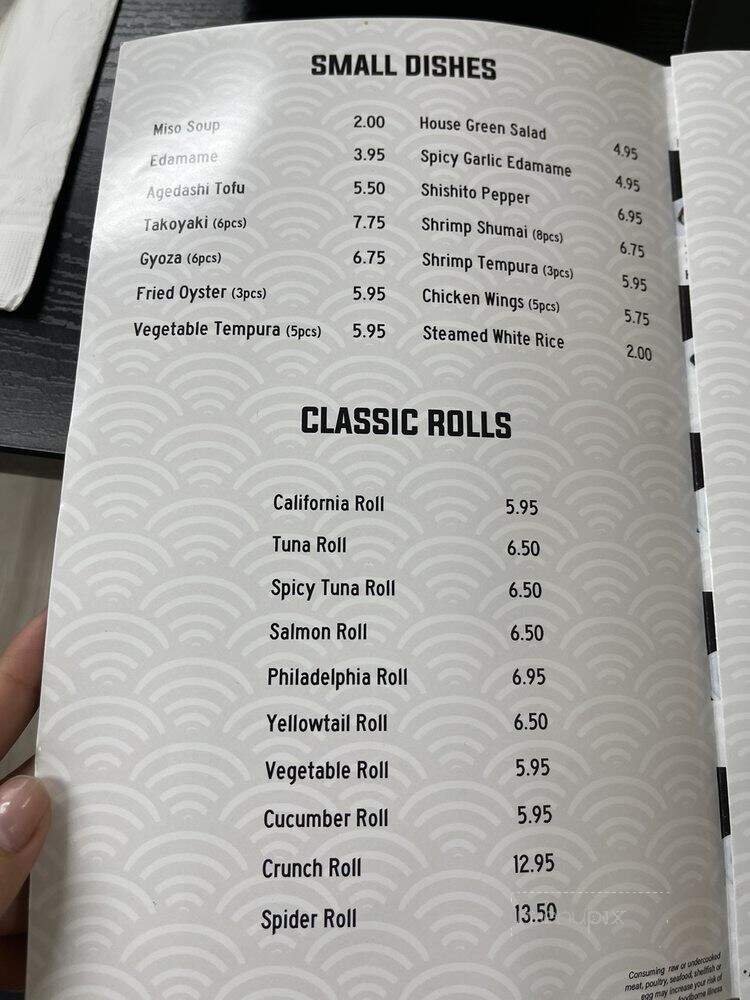 SMALL DISHES
Miso Soup 2.00
Edamame 3.95
Agedashi Tofu 5.50
Takoyaki (6pcs) 7.75
Gyoza (6pcs) 6.75
Fried Oyster (3pcs) 5.95
Vegetable Tempura (5pcs) 5.95
House Green Salad 4.95
Spicy Garlic Edamame 4.95
Shishito Pepper 6.95
Shrimp Shumai (8pcs) 6.75
Shrimp Tempura (3pcs) 5.95
Chicken Wings (5pcs) 5.75
Steamed White Rice 2.00
CLASSIC ROLLS
California Roll 5.95
Tuna Roll 6.50
Spicy Tuna Roll 6.50
Salmon Roll 6.50
Philadelphia Roll 6.95
Yellowtail Roll 6.50
Vegetable Roll 5.95
Cucumber Roll 5.95
Crunch Roll 12.95
Spider Roll 13.50
Consuming raw or undercooked
meat, poultry, seafood, shellfish or
egg may increase your risk of
foodborne illness